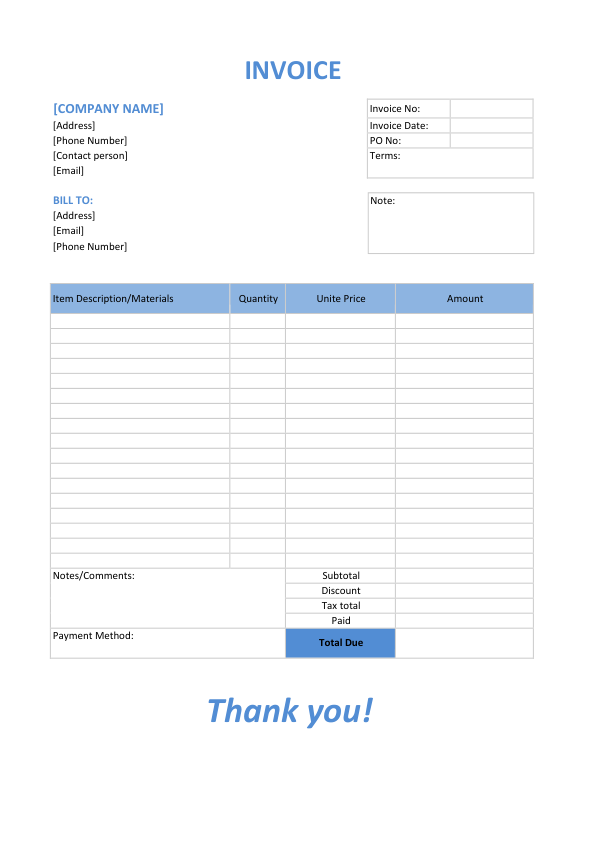 INVOICE
[COMPANY NAME]
[Address]
[Phone Number]
[Contact person]
[Email]
Invoice No:
Invoice Date:
PO No:
Terms:
BILL TO:
[Address]
[Email]
[Phone Number]
Note:
Item Description/Materials Quantity Unite Price Amount
Notes/Comments:
Subtotal
Discount
Tax total
Paid
Payment Method:
Total Due
Thank you!